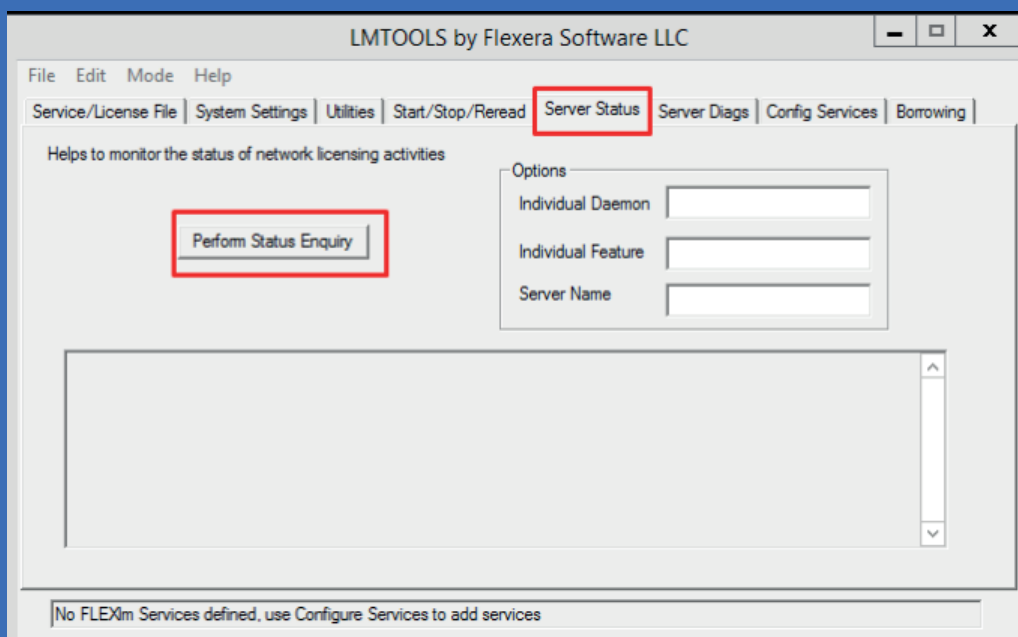 LMTOOLS by Flexera Software LLC
File Edit Mode Help
Service/License File System Settings Utilities Start/Stop/Reread Server Status Server Diags Config Services Borrowing
Helps to monitor the status of network licensing activities
Options
Individual Daemon
Perform Status Enquiry
Individual Feature
Server Name
No FLEXlm Services defined, use Configure Services to add services